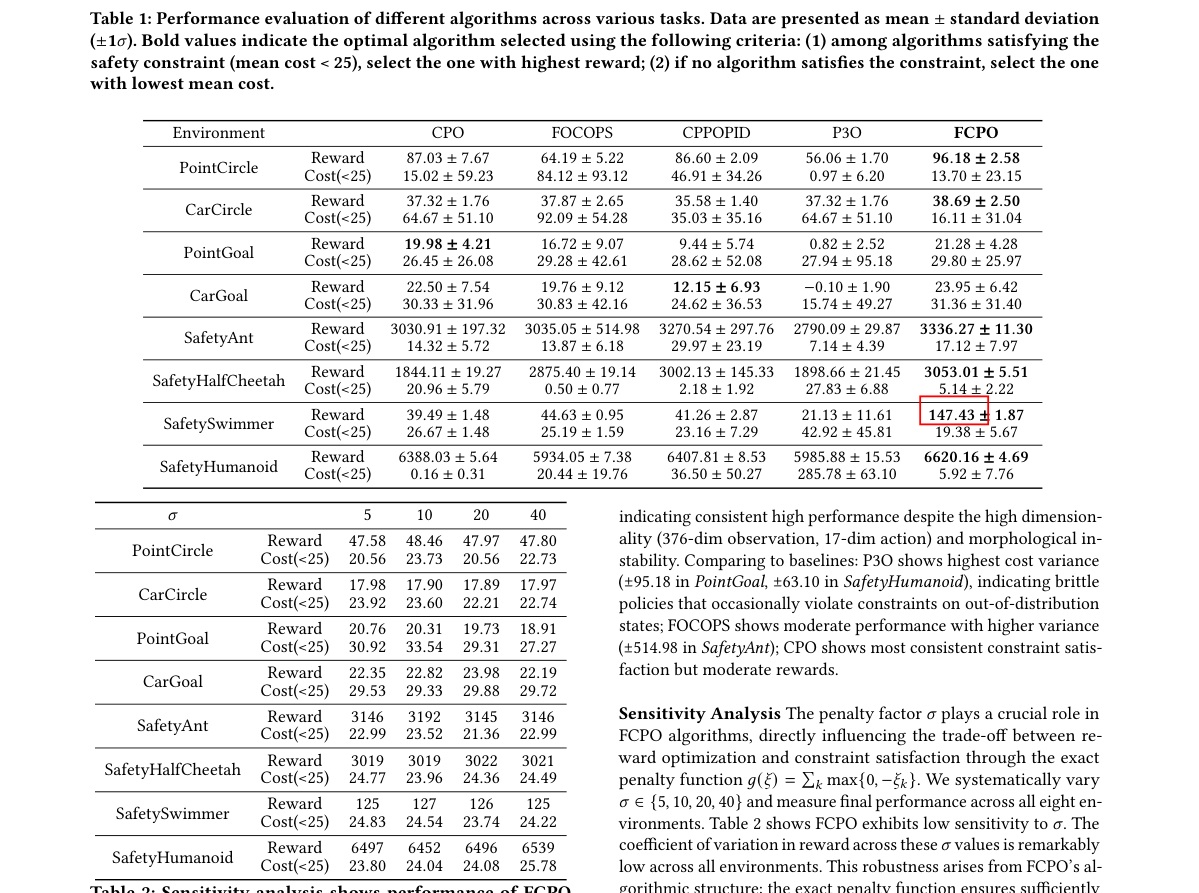 Table 1: Performance evaluation of different algorithms across various tasks. Data are presented as mean ± standard deviation
(±1σ). Bold values indicate the optimal algorithm selected using the following criteria: (1) among algorithms satisfying the
safety constraint (mean cost < 25), select the one with highest reward; (2) if no algorithm satisfies the constraint, select the one
with lowest mean cost.
Environment CPO FOCOPS CPPOPID P3O FCPO
PointCircle
Reward 87.03 ± 7.67 64.19 ± 5.22 86.60 ± 2.09 56.06 ± 1.70 96.18 ± 2.58
Cost(<25) 15.02 ± 59.23 84.12 ± 93.12 46.91 ± 34.26 0.97 ± 6.20 13.70 ± 23.15
CarCircle
Reward 37.32 ± 1.76 37.87 ± 2.65 35.58 ± 1.40 37.32 ± 1.76 38.69 ± 2.50
Cost(<25) 64.67 ± 51.10 92.09 ± 54.28 35.03 ± 35.16 64.67 ± 51.10 16.11 ± 31.04
PointGoal
Reward 19.98 ± 4.21 16.72 ± 9.07 9.44 ± 5.74 0.82 ± 2.52 21.28 ± 4.28
Cost(<25) 26.45 ± 26.08 29.28 ± 42.61 28.62 ± 52.08 27.94 ± 95.18 29.80 ± 25.97
CarGoal
Reward 22.50 ± 7.54 19.76 ± 9.12 12.15 ± 6.93 −0.10 ± 1.90 23.95 ± 6.42
Cost(<25) 30.33 ± 31.96 30.83 ± 42.16 24.62 ± 36.53 15.74 ± 49.27 31.36 ± 31.40
SafetyAnt
Reward 3030.91 ± 197.32 3035.05 ± 514.98 3270.54 ± 297.76 2790.09 ± 29.87 3336.27 ± 11.30
Cost(<25) 14.32 ± 5.72 13.87 ± 6.18 29.97 ± 23.19 7.14 ± 4.39 17.12 ± 7.97
SafetyHalfCheetah
Reward 1844.11 ± 19.27 2875.40 ± 19.14 3002.13 ± 145.33 1898.66 ± 21.45 3053.01 ± 5.51
Cost(<25) 20.96 ± 5.79 0.50 ± 0.77 2.18 ± 1.92 27.83 ± 6.88 5.14 ± 2.22
SafetySwimmer
Reward 39.49 ± 1.48 44.63 ± 0.95 41.26 ± 2.87 21.13 ± 11.61 147.43 ± 1.87
Cost(<25) 26.67 ± 1.48 25.19 ± 1.59 23.16 ± 7.29 42.92 ± 45.81 19.38 ± 5.67
SafetyHumanoid
Reward 6388.03 ± 5.64 5934.05 ± 7.38 6407.81 ± 8.53 5985.88 ± 15.53 6620.16 ± 4.69
Cost(<25) 0.16 ± 0.31 20.44 ± 19.76 36.50 ± 50.27 285.78 ± 63.10 5.92 ± 7.76
σ 5 10 20 40
PointCircle
Reward 47.58 48.46 47.97 47.80
Cost(<25) 20.56 23.73 20.56 22.73
CarCircle
Reward 17.98 17.90 17.89 17.97
Cost(<25) 23.92 23.60 22.21 22.74
PointGoal
Reward 20.76 20.31 19.73 18.91
Cost(<25) 30.92 33.54 29.31 27.27
CarGoal
Reward 22.35 22.82 23.98 22.19
Cost(<25) 29.53 29.33 29.88 29.72
SafetyAnt
Reward 3146 3192 3145 3146
Cost(<25) 22.99 23.52 21.36 22.99
SafetyHalfCheetah
Reward 3019 3019 3022 3021
Cost(<25) 24.77 23.96 24.36 24.49
SafetySwimmer
Reward 125 127 126 125
Cost(<25) 24.83 24.54 23.74 24.22
SafetyHumanoid
Reward 6497 6452 6496 6539
Cost(<25) 23.80 24.04 24.08 25.78
Table 2: Sensitivity analysis shows performance of FCPO
indicating consistent high performance despite the high dimension-
ality (376-dim observation, 17-dim action) and morphological in-
stability. Comparing to baselines: P3O shows highest cost variance
(±95.18 in PointGoal, ±63.10 in SafetyHumanoid), indicating brittle
policies that occasionally violate constraints on out-of-distribution
states; FOCOPS shows moderate performance with higher variance
(±514.98 in SafetyAnt); CPO shows most consistent constraint satis-
faction but moderate rewards.
Sensitivity Analysis The penalty factor σ plays a crucial role in
FCPO algorithms, directly influencing the trade-off between re-
ward optimization and constraint satisfaction through the exact
penalty function g(ξ) = ∑k max{0, −ξk}. We systematically vary
σ ∈ {5, 10, 20, 40} and measure final performance across all eight en-
vironments. Table 2 shows FCPO exhibits low sensitivity to σ. The
coefficient of variation in reward across these σ values is remarkably
low across all environments. This robustness arises from FCPO's al-
gorithmic structure: the exact penalty function ensures sufficiently